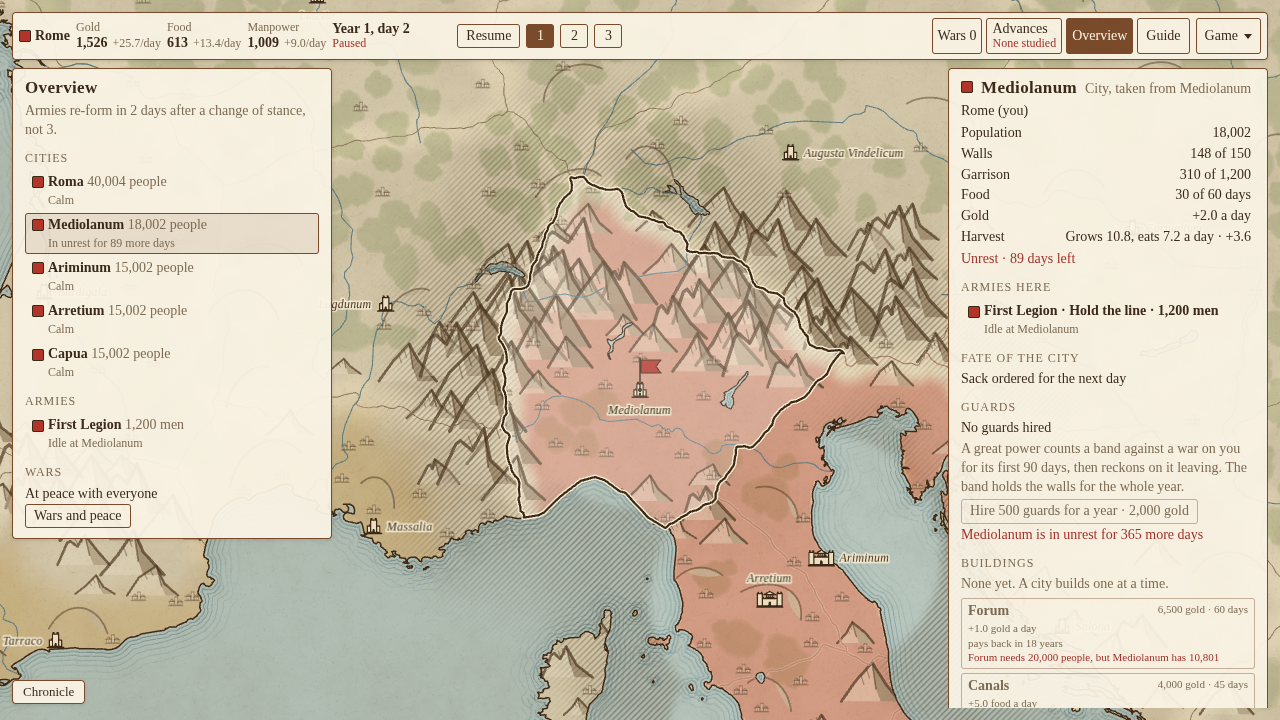 Rome
Gold
1,526 +25.7/day
Food
613 +13.4/day
Manpower
1,009 +9.0/day
Year 1, day 2
Paused
Resume
1
2
3
Wars 0
Advances
None studied
Overview
Guide
Game
Overview
Armies re-form in 2 days after a change of stance,
not 3.
CITIES
Roma 40,004 people
Calm
Mediolanum 18,002 people
In unrest for 89 more days
Ariminum 15,002 people
Calm
Arretium 15,002 people
Calm
Capua 15,002 people
Calm
ARMIES
First Legion 1,200 men
Idle at Mediolanum
WARS
At peace with everyone
Wars and peace
Augusta Vindelicum
gdunum
Mediolanum
Massalia
Ariminum
Arretium
Tarraco
Chronicle
Mediolanum City, taken from Mediolanum
Rome (you)
Population 18,002
Walls 148 of 150
Garrison 310 of 1,200
Food 30 of 60 days
Gold +2.0 a day
Harvest Grows 10.8, eats 7.2 a day · +3.6
Unrest · 89 days left
ARMIES HERE
First Legion · Hold the line · 1,200 men
Idle at Mediolanum
FATE OF THE CITY
Sack ordered for the next day
GUARDS
No guards hired
A great power counts a band against a war on you
for its first 90 days, then reckons on it leaving. The
band holds the walls for the whole year.
Hire 500 guards for a year · 2,000 gold
Mediolanum is in unrest for 365 more days
BUILDINGS
None yet. A city builds one at a time.
Forum 6,500 gold · 60 days
+1.0 gold a day
pays back in 18 years
Forum needs 20,000 people, but Mediolanum has 10,801
Canals 4,000 gold · 45 days
+5.0 food a day